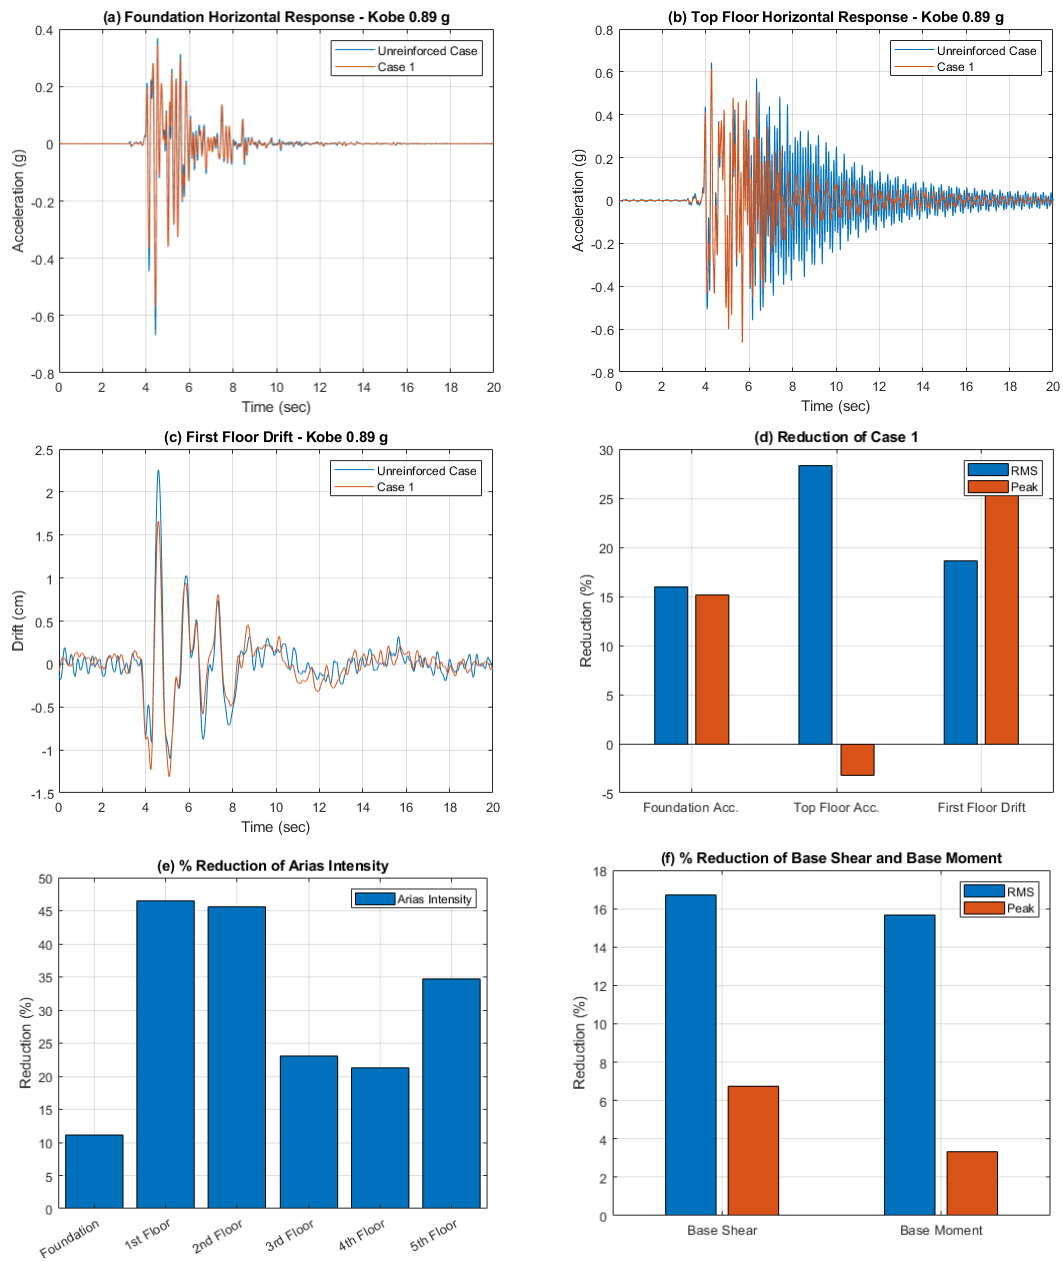 (a) Foundation Horizontal Response - Kobe 0.89 g
Unreinforced Case
Case 1
0.4
0.2
0
-0.2
-0.4
-0.6
-0.8
Acceleration (g)
0 2 4 6 8 10 12 14 16 18 20
Time (sec)
(b) Top Floor Horizontal Response - Kobe 0.89 g
Unreinforced Case
Case 1
0.8
0.6
0.4
0.2
0
-0.2
-0.4
-0.6
-0.8
Acceleration (g)
0 2 4 6 8 10 12 14 16 18 20
Time (sec)
(c) First Floor Drift - Kobe 0.89 g
Unreinforced Case
Case 1
2.5
2
1.5
1
0.5
0
-0.5
-1
-1.5
Drift (cm)
0 2 4 6 8 10 12 14 16 18 20
Time (sec)
(d) Reduction of Case 1
RMS
Peak
30
25
20
15
10
5
0
-5
Reduction (%)
Foundation Acc. Top Floor Acc. First Floor Drift
(e) % Reduction of Arias Intensity
Arias Intensity
50
45
40
35
30
25
20
15
10
5
0
Reduction (%)
Foundation 1st Floor 2nd Floor 3rd Floor 4th Floor 5th Floor
(f) % Reduction of Base Shear and Base Moment
RMS
Peak
18
16
14
12
10
8
6
4
2
0
Reduction (%)
Base Shear Base Moment